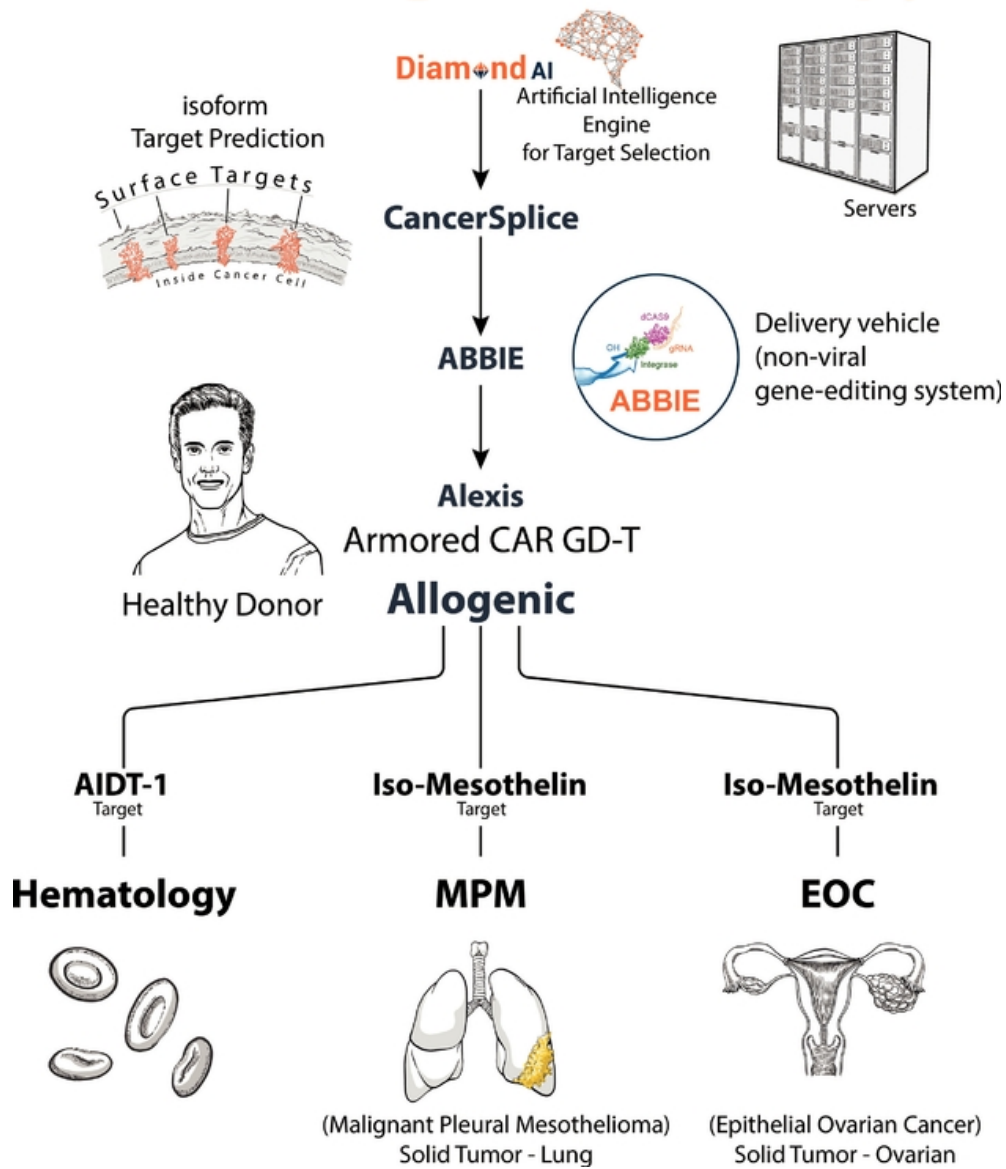 Diamond AI
Artificial Intelligence
Engine
for Target Selection
Servers
isoform
Target Prediction
Surface Targets
Inside Cancer Cell
CancerSplice
ABBIE
dCAS9
OH
gRNA
Integrase
ABBIE
Delivery vehicle
(non-viral
gene-editing system)
Healthy Donor
Alexis
Armored CAR GD-T
Allogenic
AIDT-1
Target
Hematology
Iso-Mesothelin
Target
MPM
(Malignant Pleural Mesothelioma)
Solid Tumor - Lung
Iso-Mesothelin
Target
EOC
(Epithelial Ovarian Cancer)
Solid Tumor - Ovarian